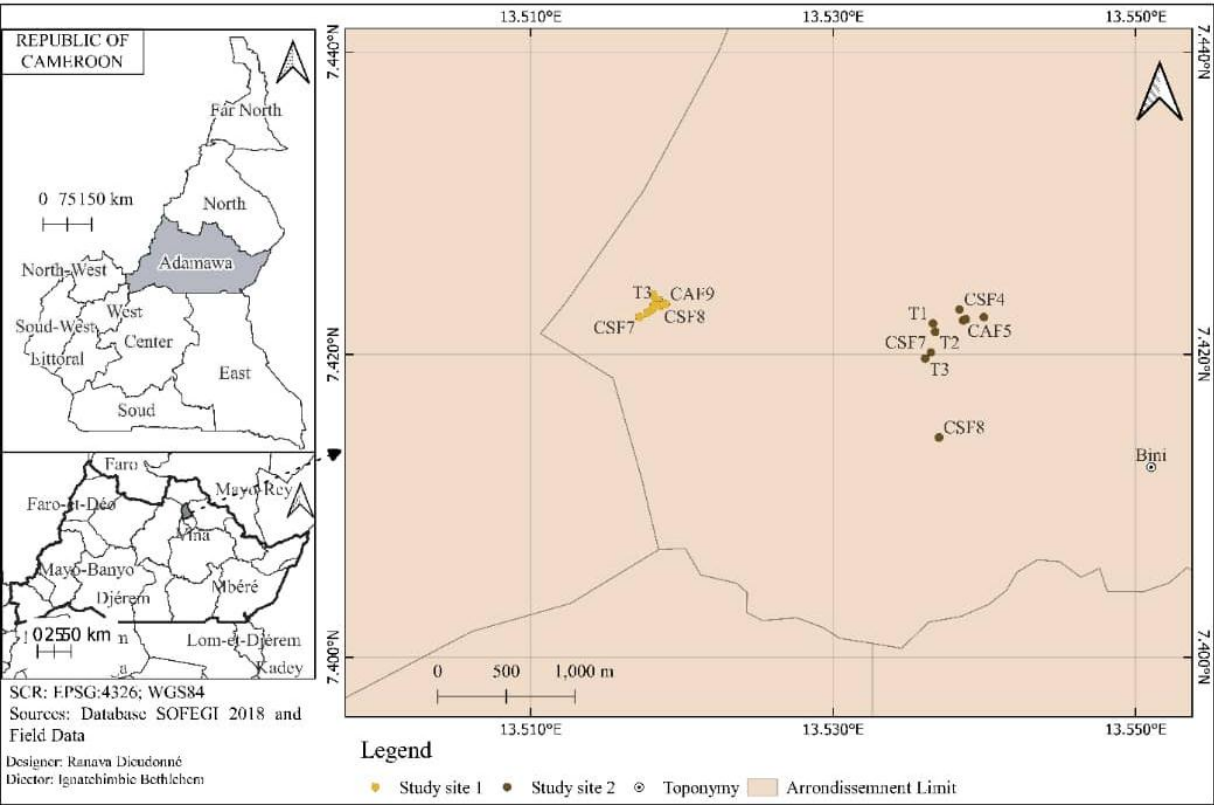 REPUBLIC OF
CAMEROON
Far North
0 75150 km
North
Adamawa
North-West
West
Soud-West
Center
Littoral
East
Soud
Faro
Mayo-Rey
Faro-et-Déo
Vina
Mayo-Banyo
Mbéré
Djérem
02550 km
n
Lom-et-Djérem
a
Kadey
SCR: EPSG:4326; WGS84
Sources: Database SOFEGI 2018 and
Field Data
Designer: Ranava Dieudonné
Diector: Ignatchimbie Bethlehem
13.510°E 13.530°E 13.550°E
7.440°N 7.440°N
T3 CAF9
CSF7 CSF8
CSF4
T1
CAF5
CSF7 T2
7.420°N 7.420°N
T3
CSF8
Bini
7.400°N 7.400°N
0 500 1,000 m
13.510°E 13.530°E 13.550°E
Legend
Study site 1 Study site 2 Toponymy Arrondissemnent Limit